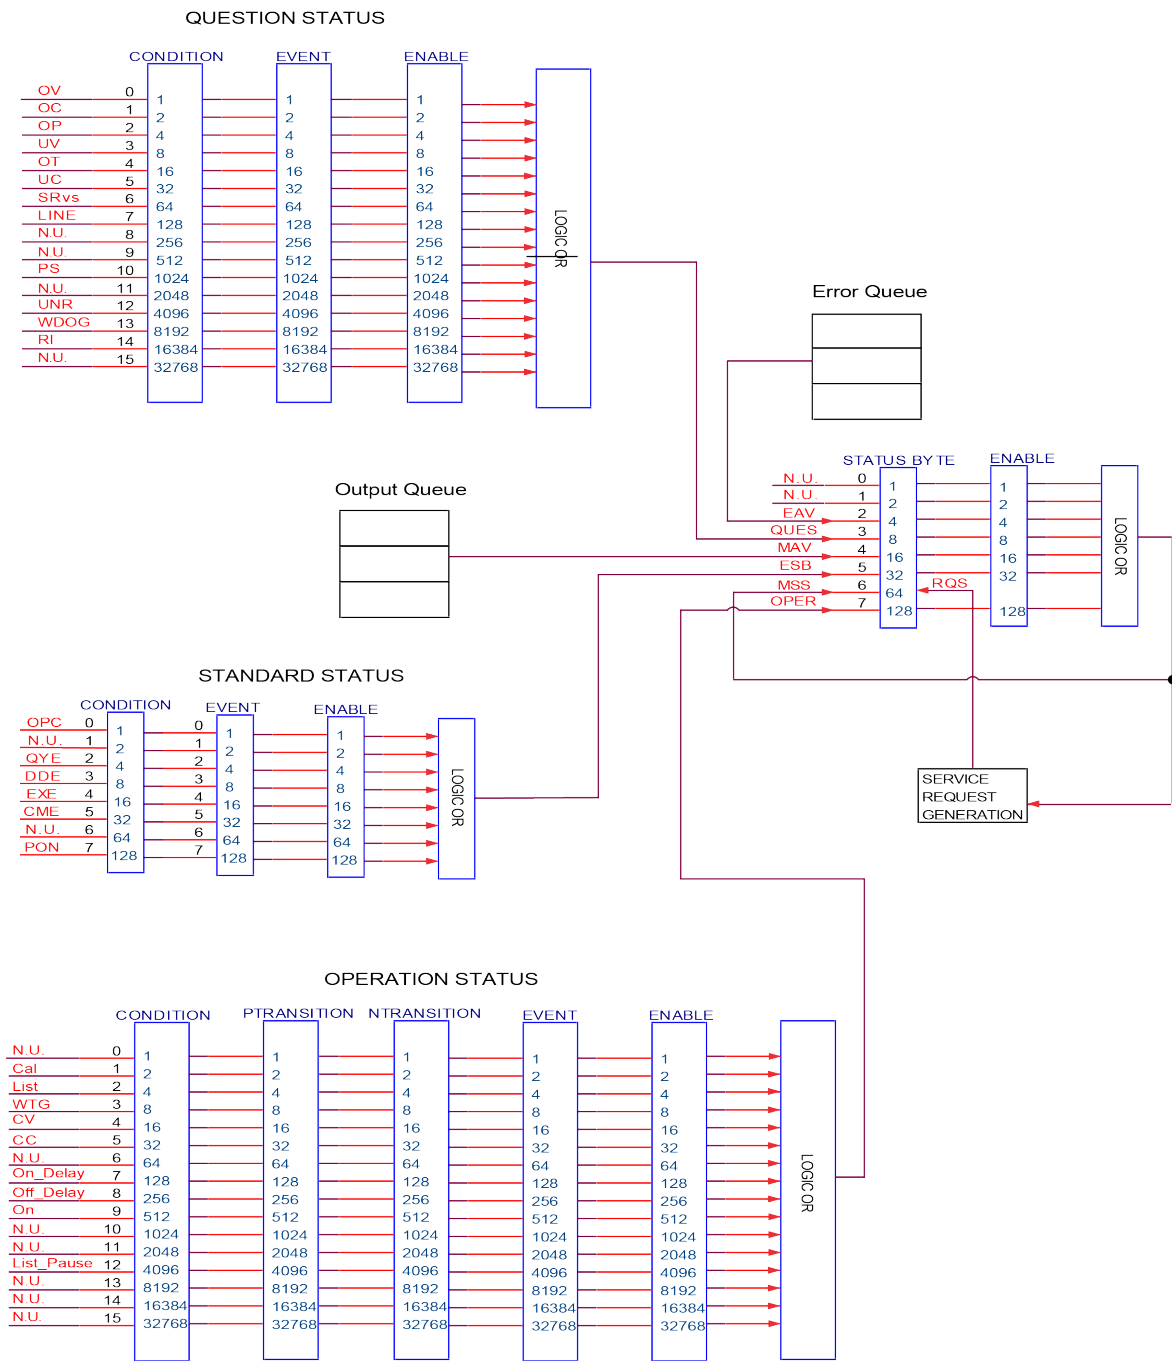 QUESTION STATUS
CONDITION EVENT ENABLE
OV 0 1 1 1
OC 1 2 2 2
OP 2 4 4 4
UV 3 8 8 8
OT 4 16 16 16
UC 5 32 32 32
SRvs 6 64 64 64
LINE 7 128 128 128
N.U. 8 256 256 256
N.U. 9 512 512 512
PS 10 1024 1024 1024
N.U. 11 2048 2048 2048
UNR 12 4096 4096 4096
WDOG 13 8192 8192 8192
RI 14 16384 16384 16384
N.U. 15 32768 32768 32768
LOGIC OR
Error Queue
Output Queue
STATUS BYTE ENABLE
N.U. 0 1 1
N.U. 1 2 2
EAV 2 4 4
QUES 3 8 8
MAV 4 16 16
ESB 5 32 32
MSS 6 64 RQS
OPER 7 128 128
LOGIC OR
SERVICE
REQUEST
GENERATION
STANDARD STATUS
CONDITION EVENT ENABLE
OPC 0 1 0 1 1
N.U. 1 2 1 2 2
QYE 2 4 2 4 4
DDE 3 8 3 8 8
EXE 4 16 4 16 16
CME 5 32 5 32 32
N.U. 6 64 6 64 64
PON 7 128 7 128 128
LOGIC OR
OPERATION STATUS
CONDITION PTRANSITION NTRANSITION EVENT ENABLE
N.U. 0 1 1 1 1 1
Cal 1 2 2 2 2 2
List 2 4 4 4 4 4
WTG 3 8 8 8 8 8
CV 4 16 16 16 16 16
CC 5 32 32 32 32 32
N.U. 6 64 64 64 64 64
On_Delay 7 128 128 128 128 128
Off_Delay 8 256 256 256 256 256
On 9 512 512 512 512 512
N.U. 10 1024 1024 1024 1024 1024
N.U. 11 2048 2048 2048 2048 2048
List_Pause 12 4096 4096 4096 4096 4096
N.U. 13 8192 8192 8192 8192 8192
N.U. 14 16384 16384 16384 16384 16384
N.U. 15 32768 32768 32768 32768 32768
LOGIC OR